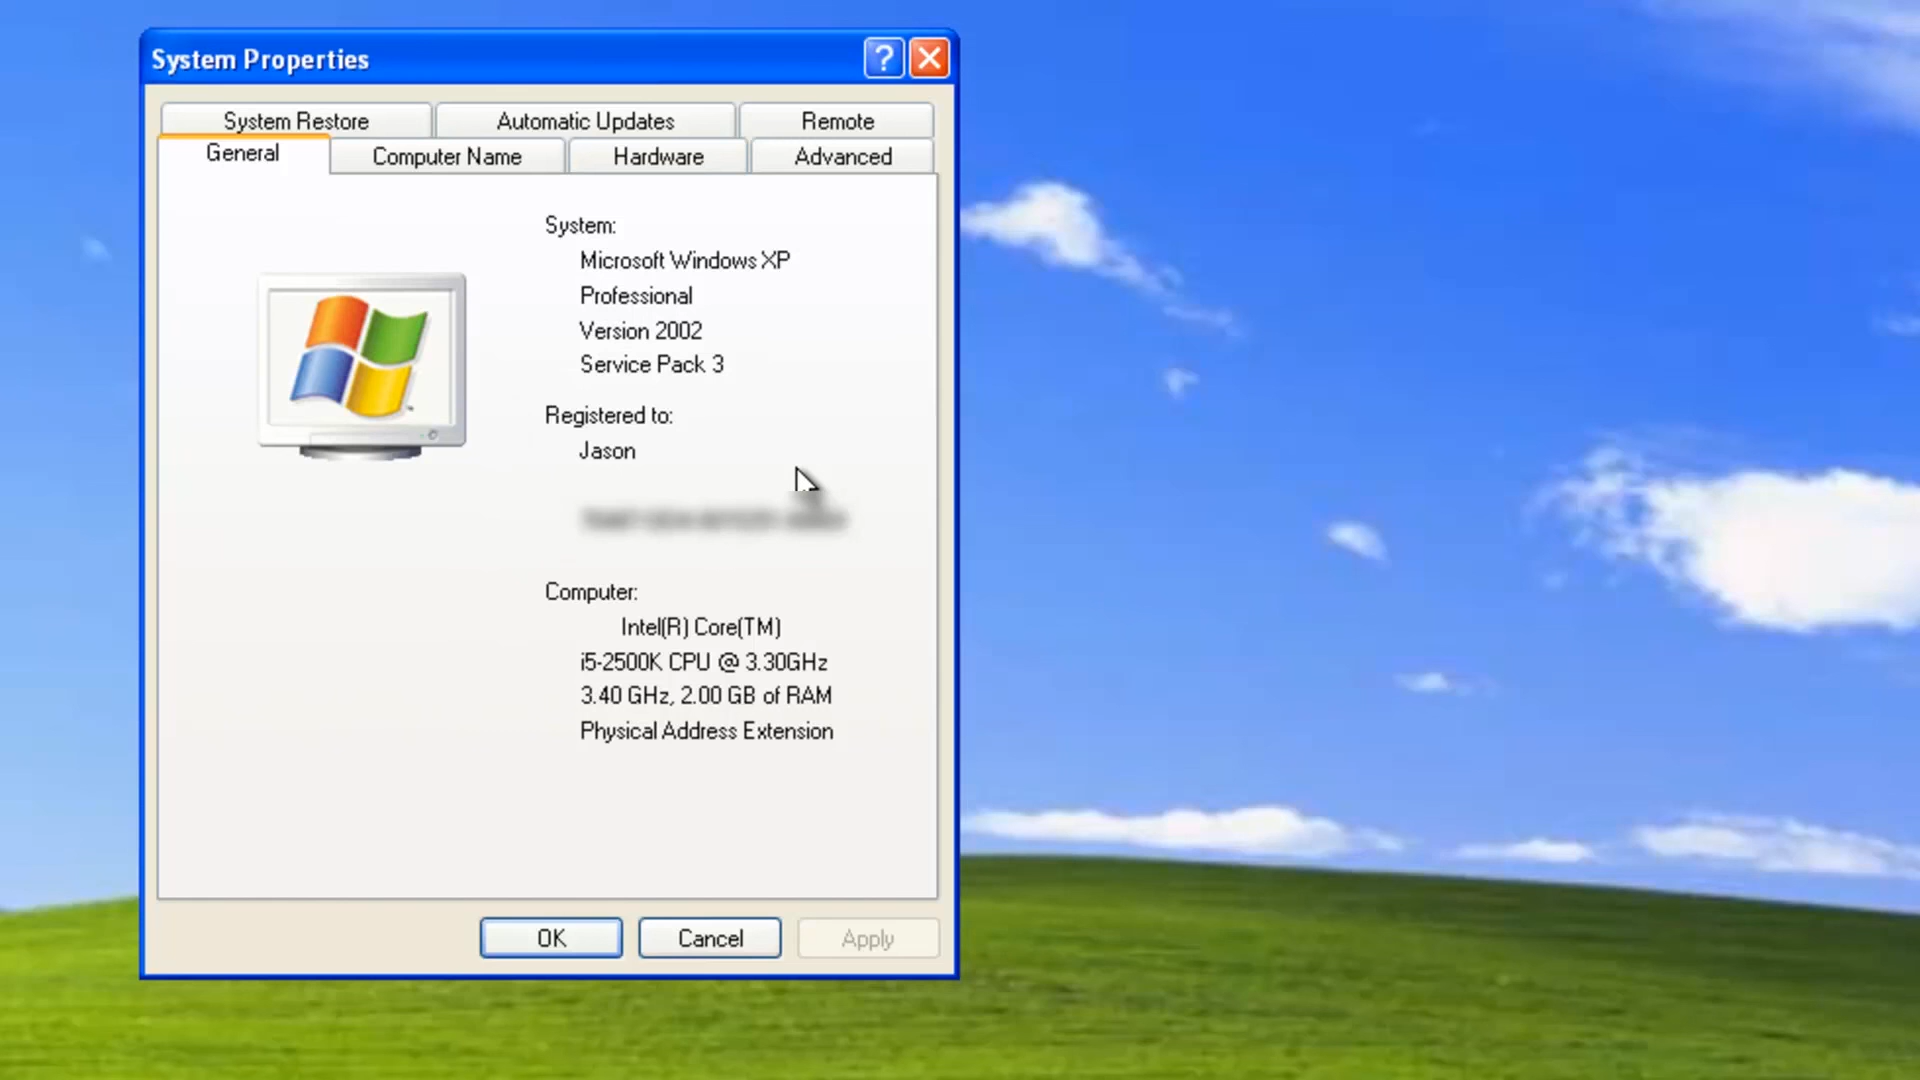 System Properties
System Restore Automatic Updates Remote
General Computer Name Hardware Advanced
System:
Microsoft Windows XP
Professional
Version 2002
Service Pack 3
Registered to:
Jason
Computer:
Intel(R) Core(TM)
i5-2500K CPU @ 3.30GHz
3.40 GHz, 2.00 GB of RAM
Physical Address Extension
OK Cancel Apply